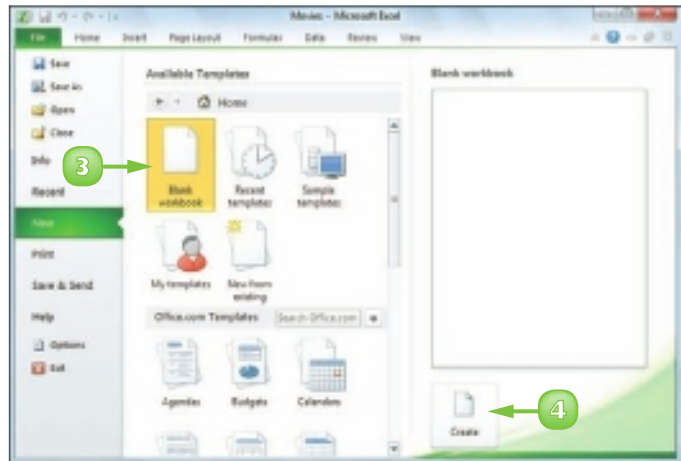 Movies - Microsoft Excel
File Home Insert Page Layout Formulas Data Review View
Save
Save As
Open
Close
Info
Recent
New
Print
Save & Send
Help
Options
Exit
Available Templates
Home
3
Blank workbook
Recent templates
Sample templates
My templates
New from existing
Office.com Templates
Search Office.com
Agendas
Budgets
Calendars
Blank workbook
4
Create